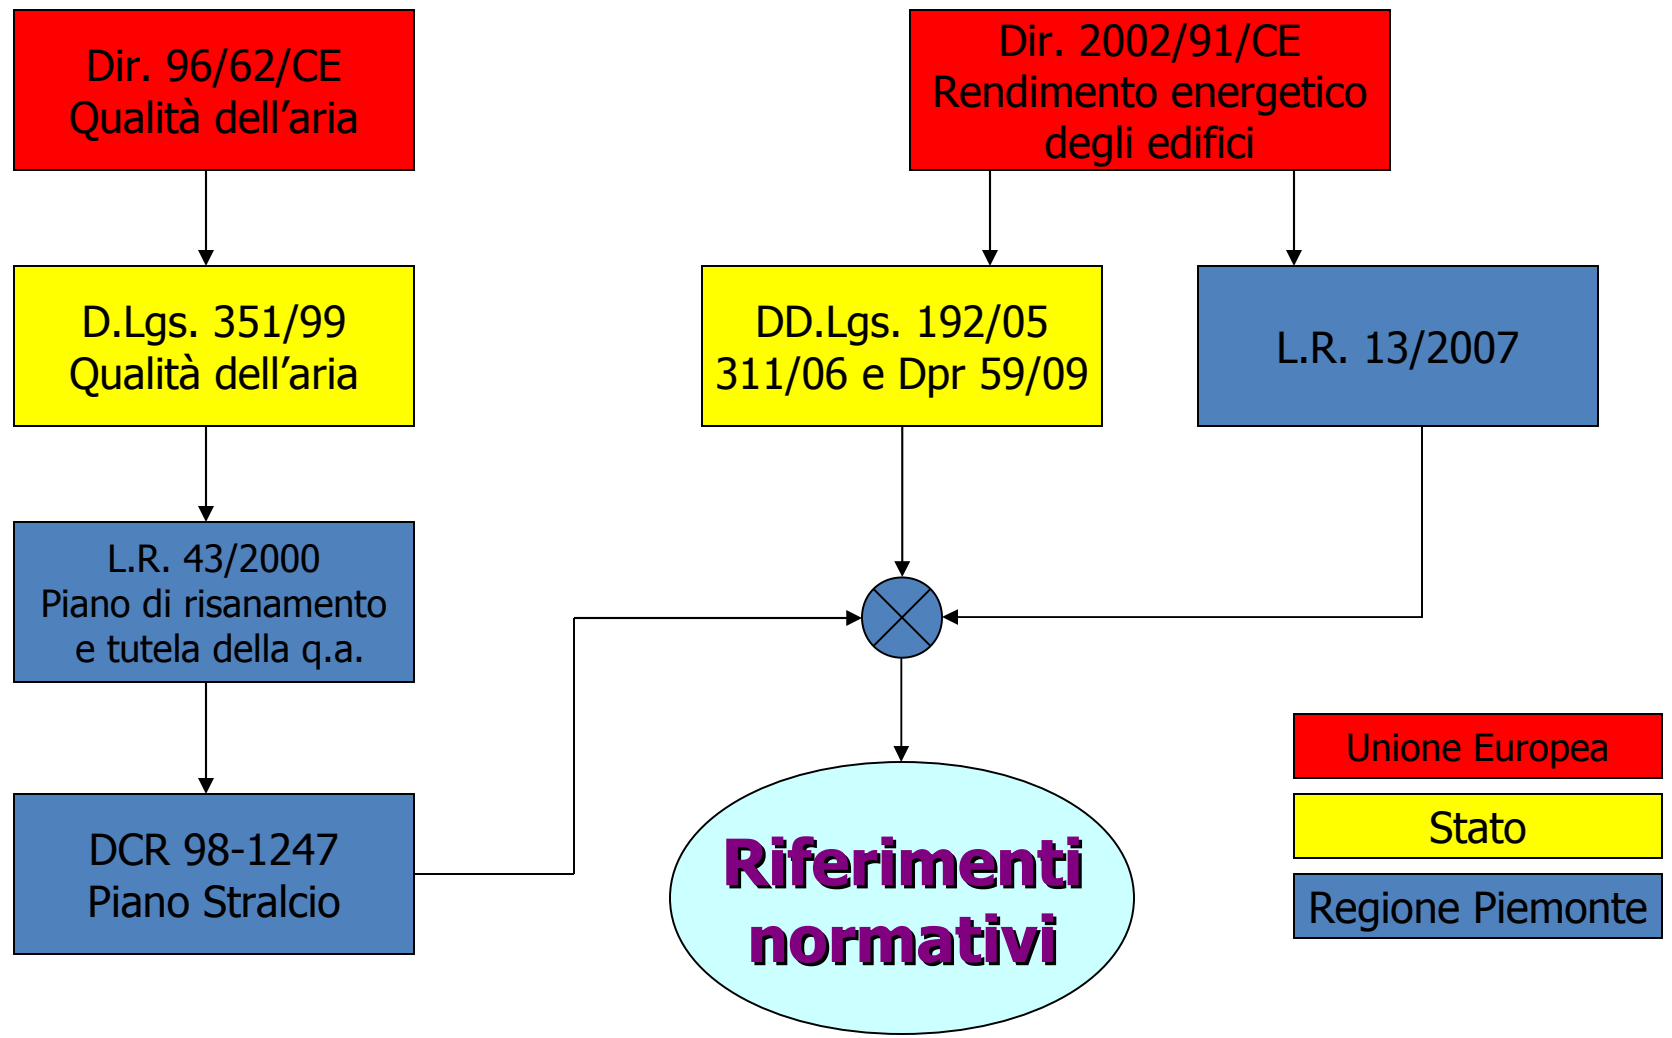 Dir. 96/62/CE
Qualità dell’aria
Dir. 2002/91/CE
Rendimento energetico
degli edifici
D.Lgs. 351/99
Qualità dell’aria
DD.Lgs. 192/05
311/06 e Dpr 59/09
L.R. 13/2007
L.R. 43/2000
Piano di risanamento
e tutela della q.a.
DCR 98-1247
Piano Stralcio
Riferimenti
normativi
Unione Europea
Stato
Regione Piemonte